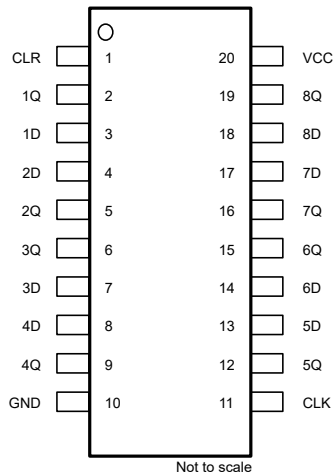 CLR 1 20 VCC
1Q 2 19 8Q
1D 3 18 8D
2D 4 17 7D
2Q 5 16 7Q
3Q 6 15 6Q
3D 7 14 6D
4D 8 13 5D
4Q 9 12 5Q
GND 10 11 CLK
Not to scale